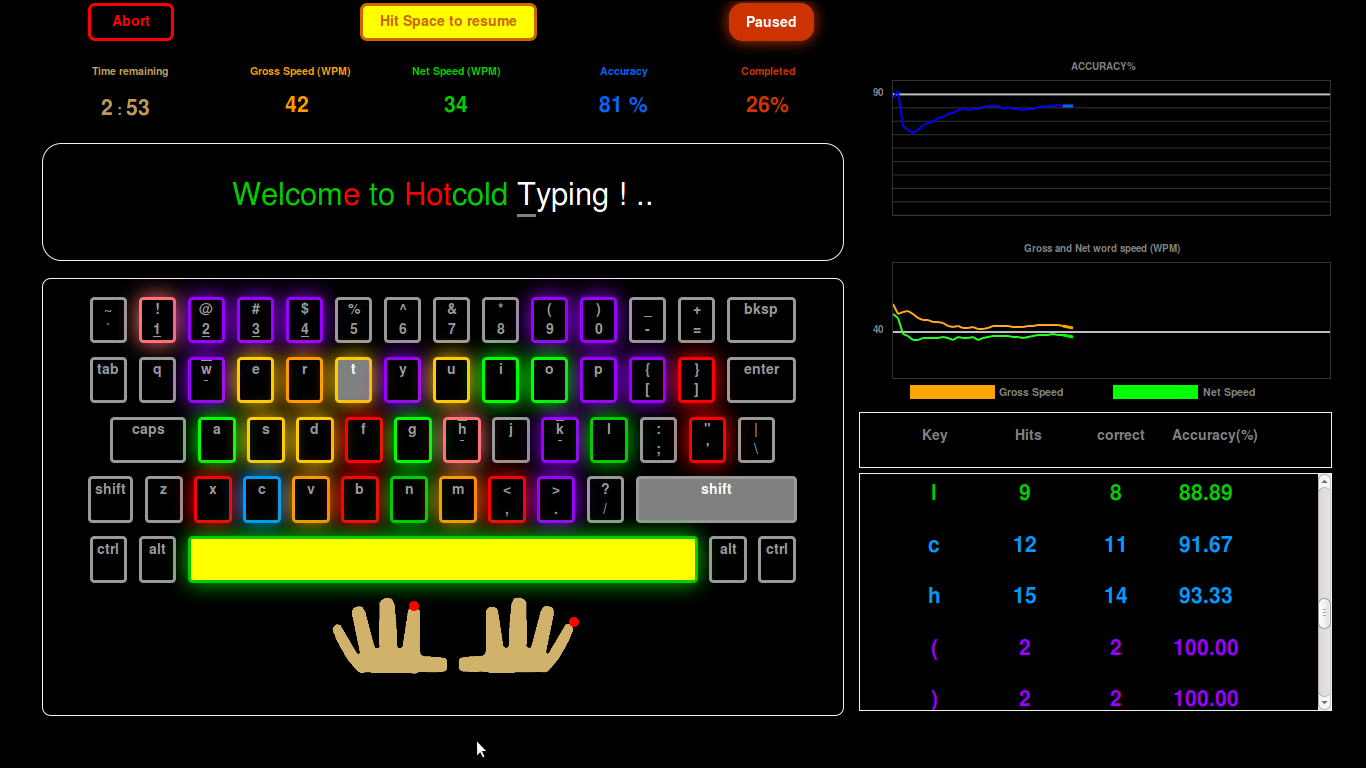 Abort Hit Space to resume Paused
Time remaining Gross Speed (WPM) Net Speed (WPM) Accuracy Completed
2 : 53 42 34 81 % 26%
Welcome to Hotcold Typing ! ..
~ ! @ # $ % ^ & * ( ) _ + bksp
` 1 2 3 4 5 6 7 8 9 0 - =
tab q w e r t y u i o p { } enter
[ ]
caps a s d f g h j k l : " |
; ' \
shift z x c v b n m < > ? shift
, . /
ctrl alt alt ctrl
ACCURACY%
90
Gross and Net word speed (WPM)
40
Gross Speed Net Speed
Key Hits correct Accuracy(%)
l 9 8 88.89
c 12 11 91.67
h 15 14 93.33
( 2 2 100.00
) 2 2 100.00